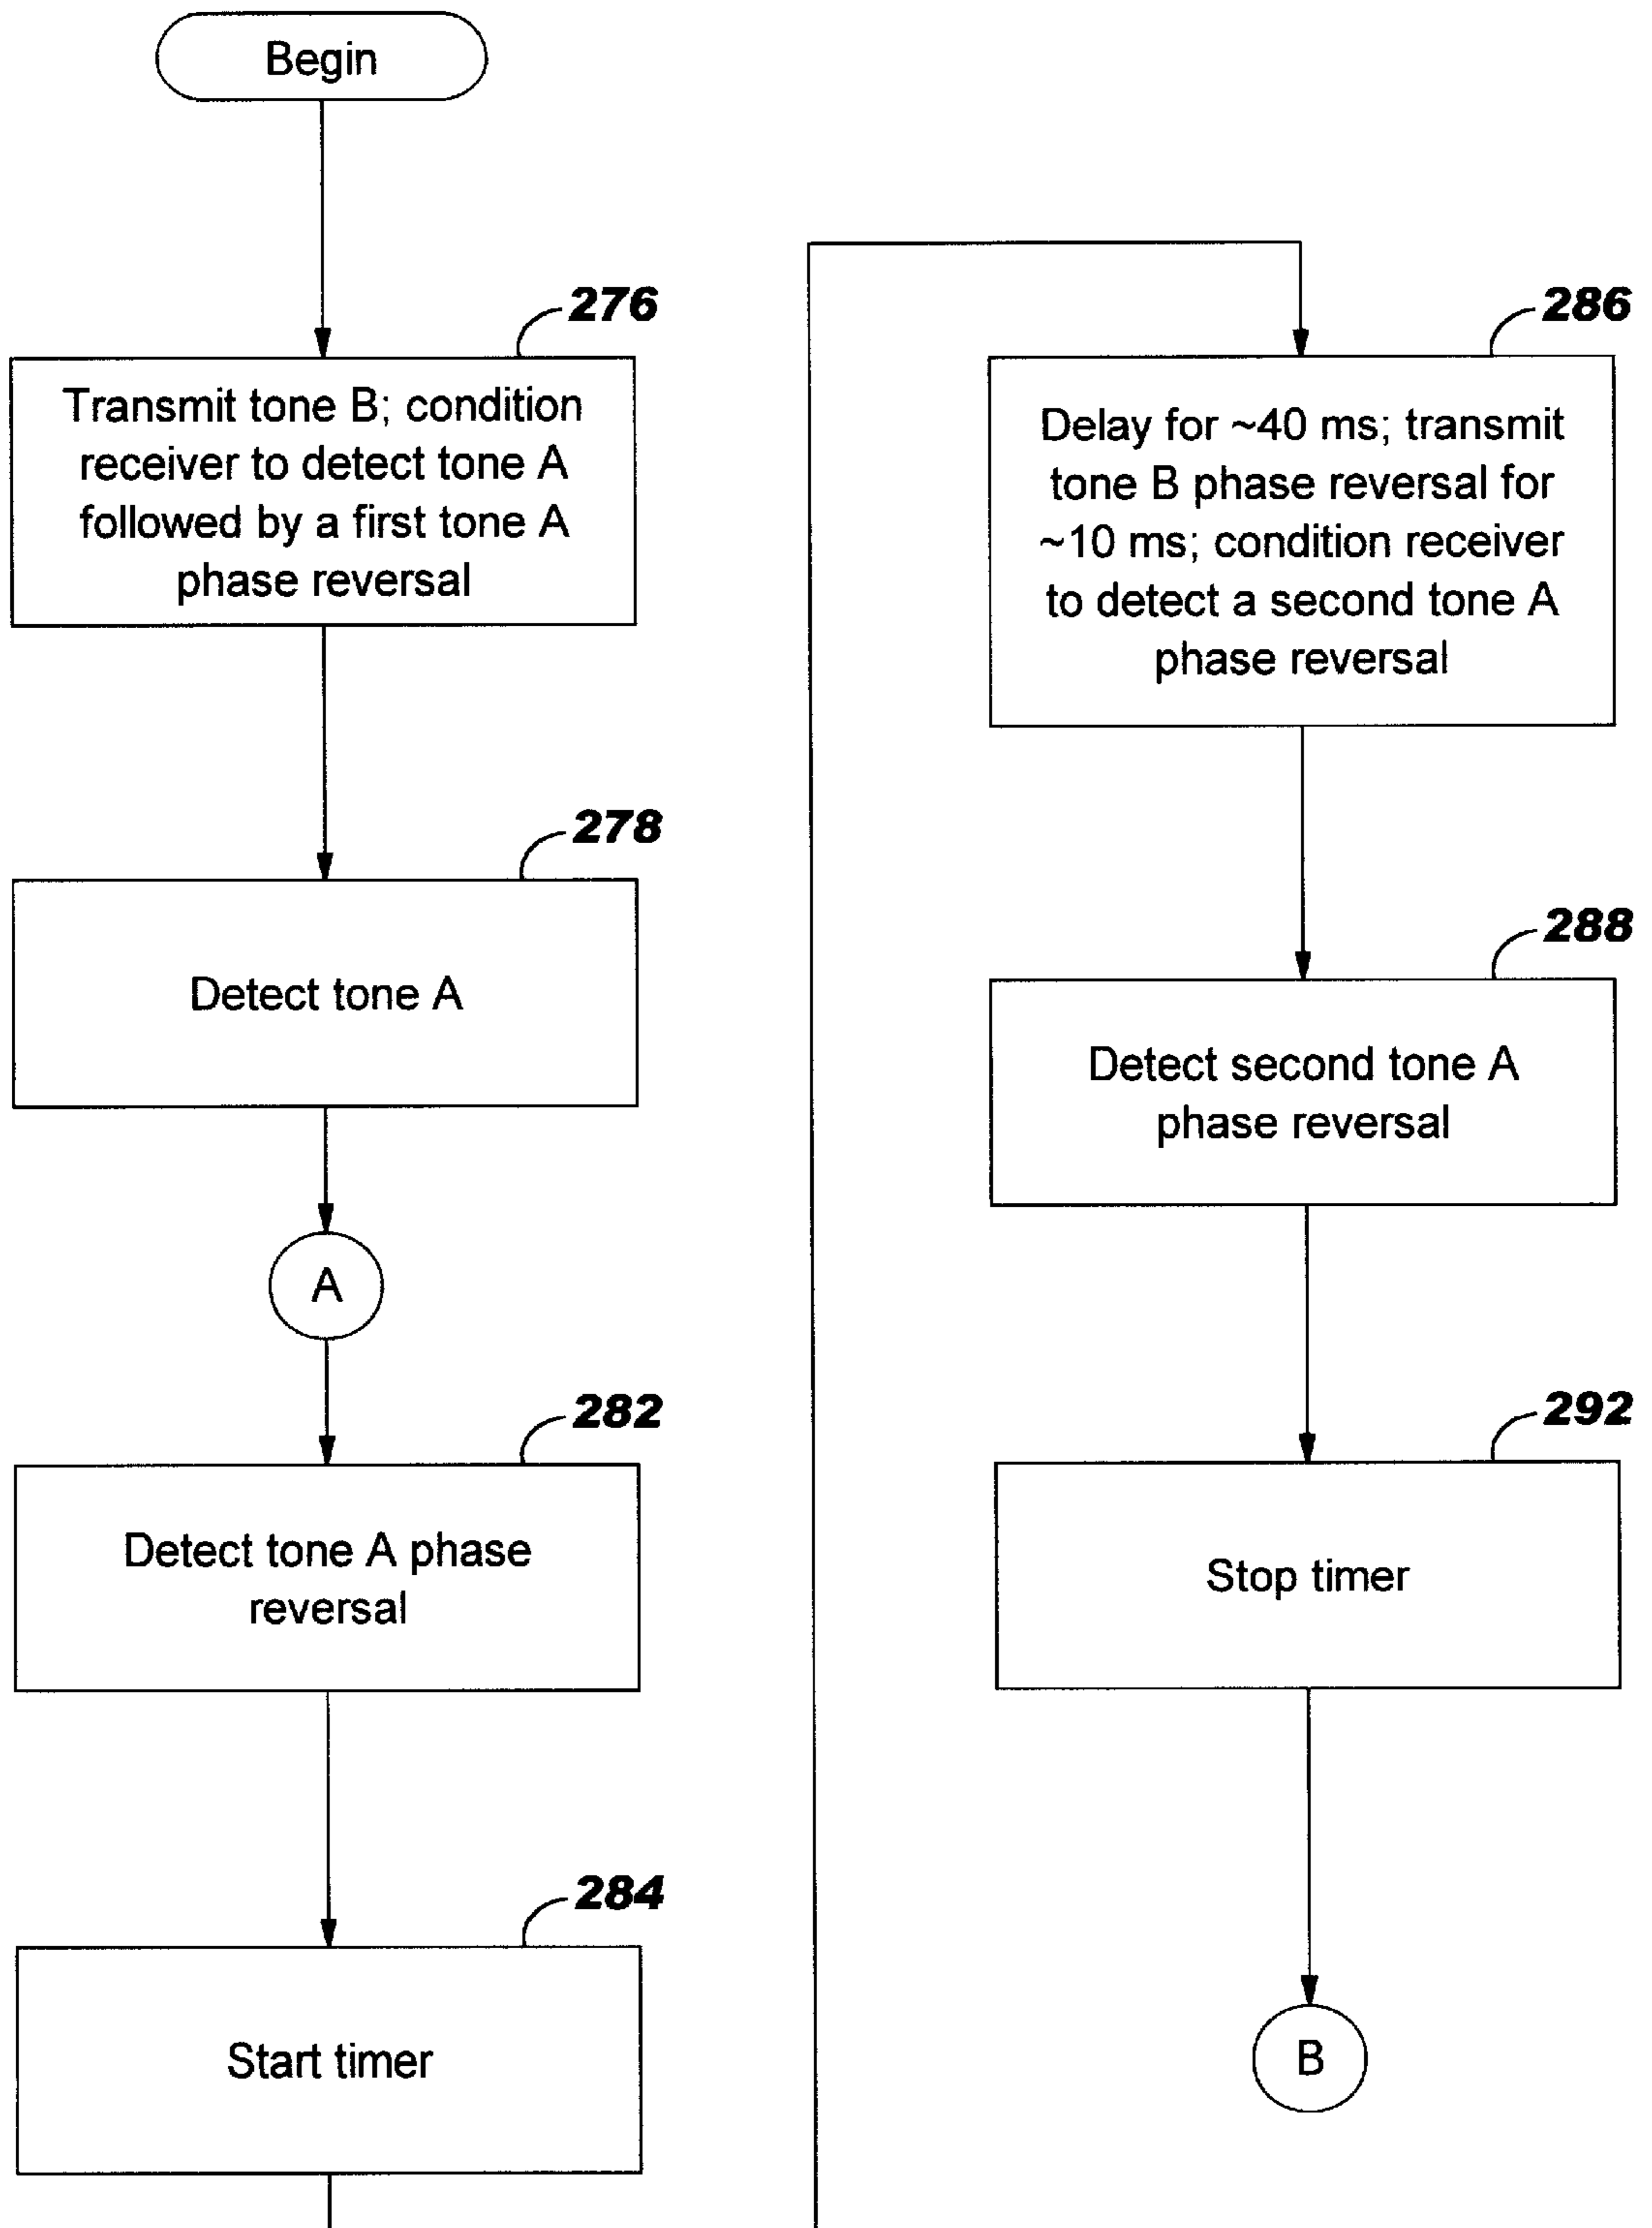 Begin
276
Transmit tone B; condition
receiver to detect tone A
followed by a first tone A
phase reversal
278
Detect tone A
A
282
Detect tone A phase
reversal
284
Start timer
286
Delay for ~40 ms; transmit
tone B phase reversal for
~10 ms; condition receiver
to detect a second tone A
phase reversal
288
Detect second tone A
phase reversal
292
Stop timer
B